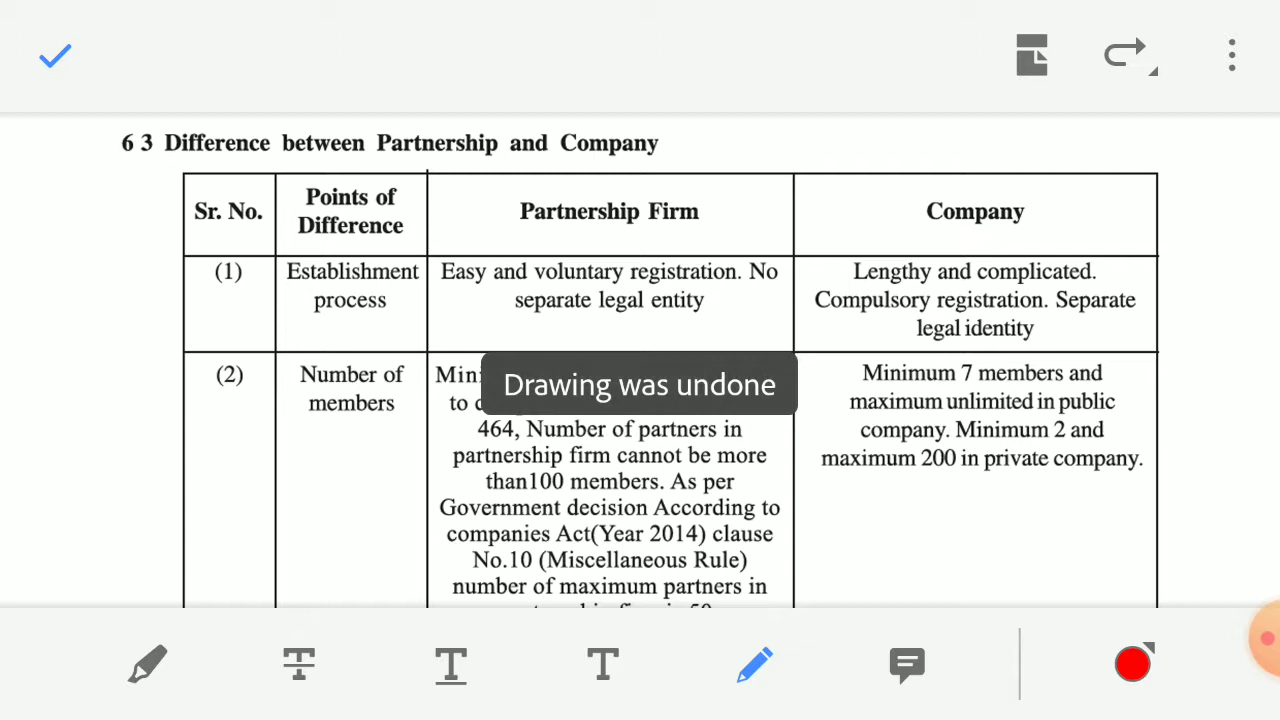 6 3 Difference between Partnership and Company
Sr. No.
Points of
Difference
Partnership Firm
Company
(1)
Establishment
process
Easy and voluntary registration. No
separate legal entity
Lengthy and complicated.
Compulsory registration. Separate
legal identity
(2)
Number of
members
to
464, Number of partners in
partnership firm cannot be more
than100 members. As per
Government decision According to
companies Act(Year 2014) clause
No.10 (Miscellaneous Rule)
number of maximum partners in
Minimum 7 members and
maximum unlimited in public
company. Minimum 2 and
maximum 200 in private company.
Drawing was undone
T
T
T